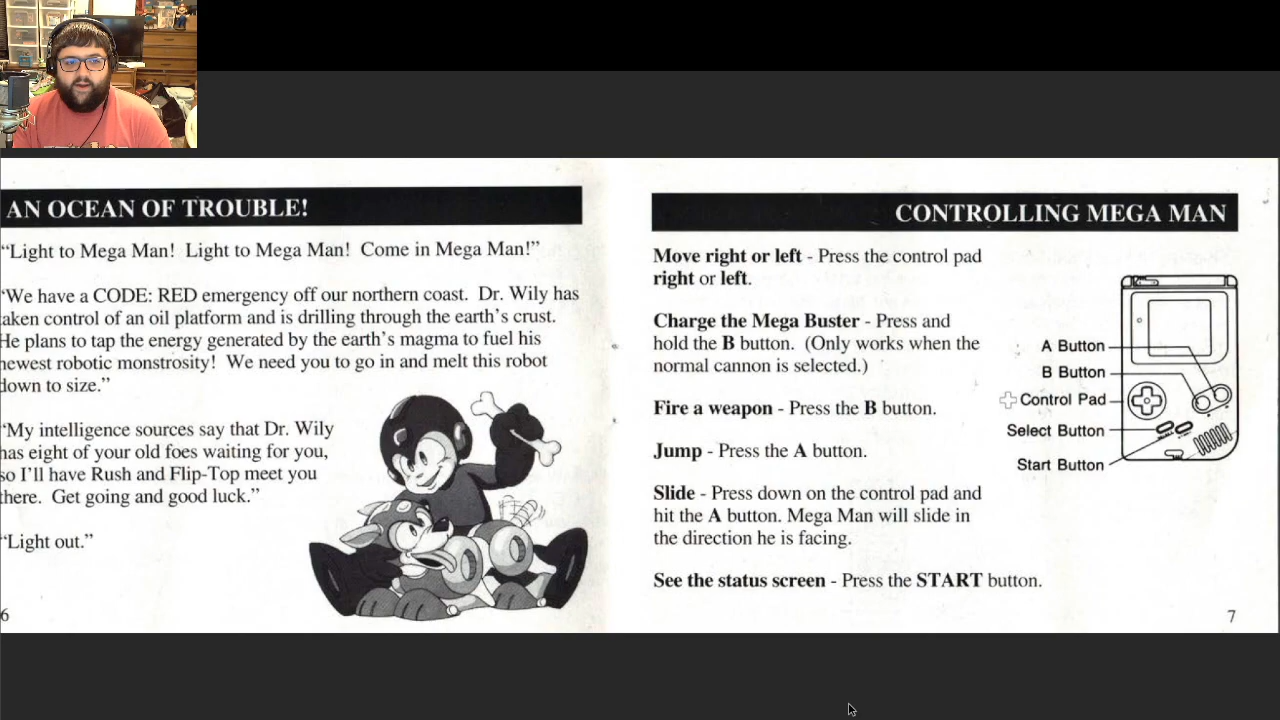 AN OCEAN OF TROUBLE!
“Light to Mega Man! Light to Mega Man! Come in Mega Man!”
“We have a CODE: RED emergency off our northern coast. Dr. Wily has
taken control of an oil platform and is drilling through the earth’s crust.
He plans to tap the energy generated by the earth’s magma to fuel his
newest robotic monstrosity! We need you to go in and melt this robot
down to size.”
“My intelligence sources say that Dr. Wily
has eight of your old foes waiting for you,
so I’ll have Rush and Flip-Top meet you
there. Get going and good luck.”
“Light out.”
6
CONTROLLING MEGA MAN
Move right or left - Press the control pad
right or left.
Charge the Mega Buster - Press and
hold the B button. (Only works when the
normal cannon is selected.)
Fire a weapon - Press the B button.
Jump - Press the A button.
Slide - Press down on the control pad and
hit the A button. Mega Man will slide in
the direction he is facing.
See the status screen - Press the START button.
A Button
B Button
Control Pad
Select Button
Start Button
7